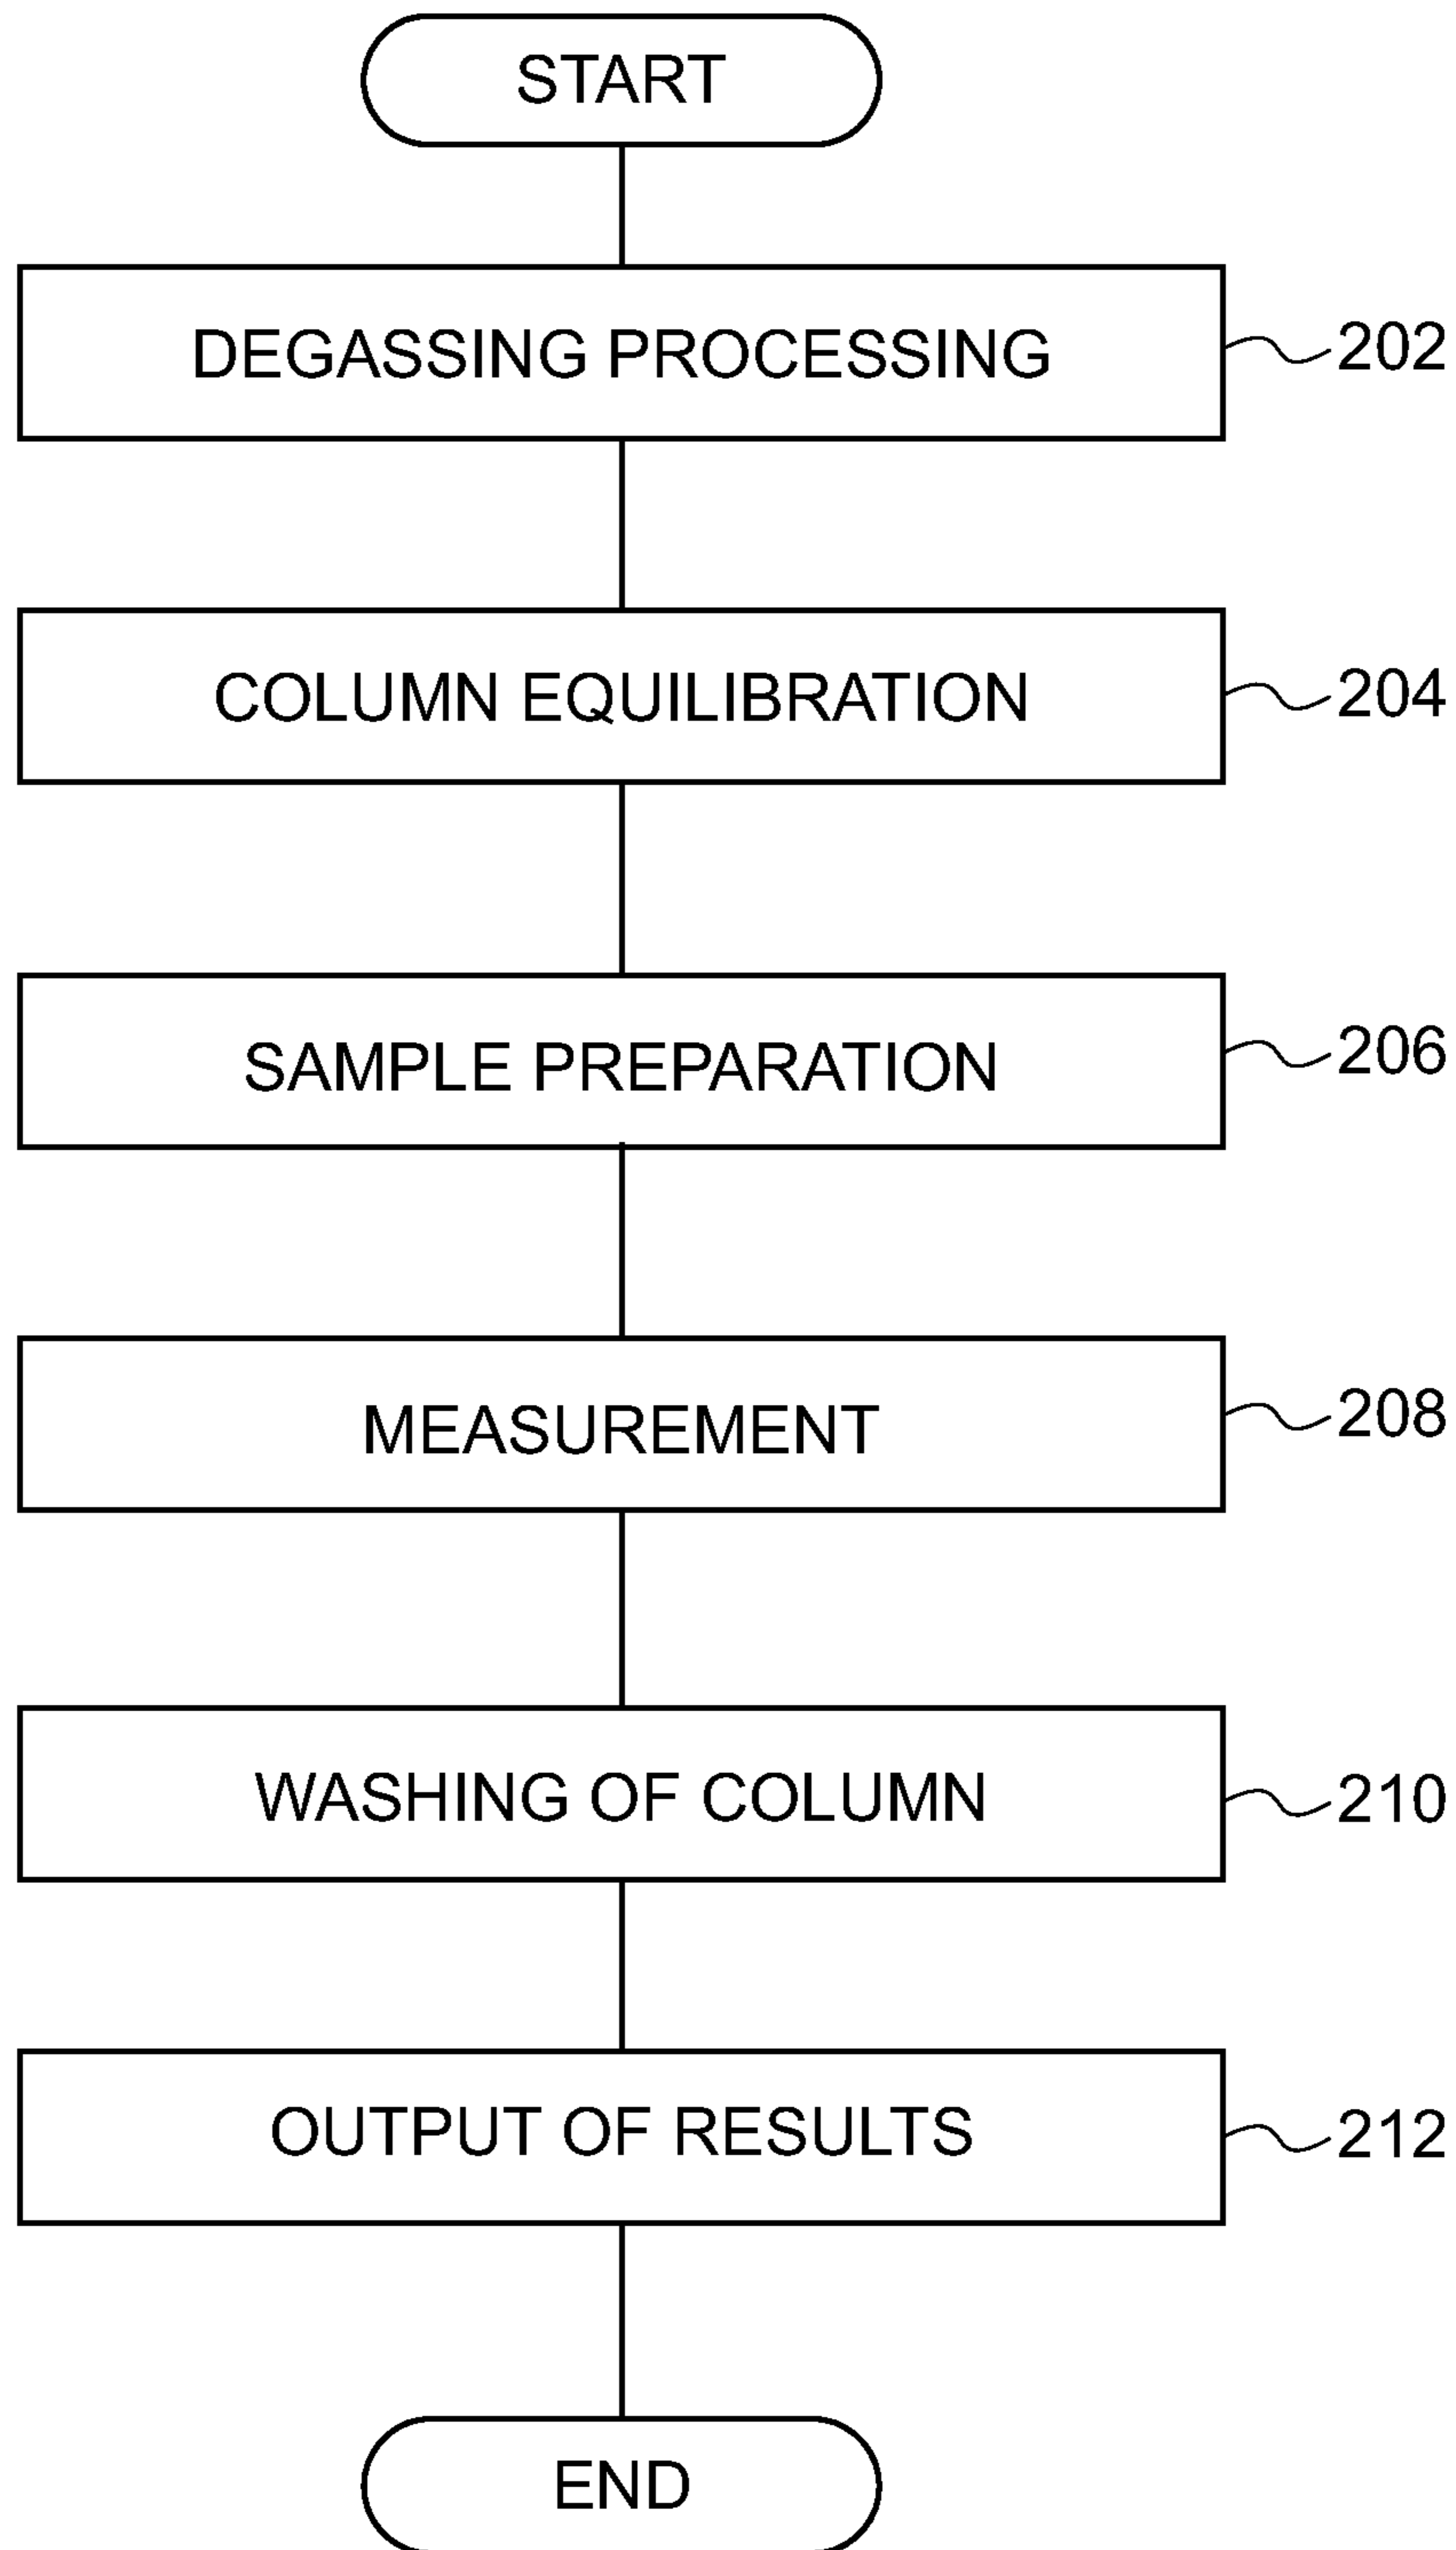 START
DEGASSING PROCESSING 202
COLUMN EQUILIBRATION 204
SAMPLE PREPARATION 206
MEASUREMENT 208
WASHING OF COLUMN 210
OUTPUT OF RESULTS 212
END